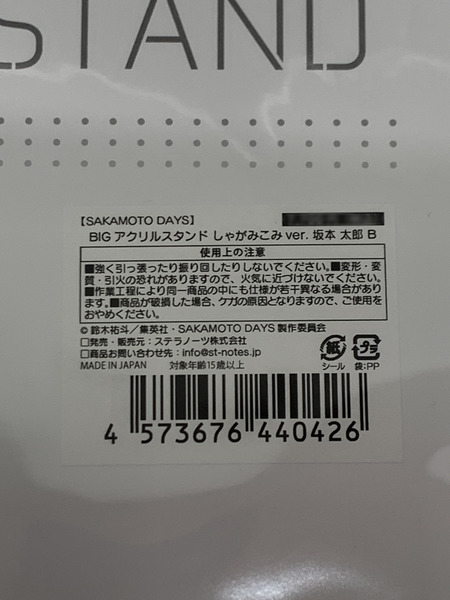 STAND
【SAKAMOTO DAYS】
BIG アクリルスタンド しゃがみこみ ver. 坂本 太郎 B
使用上の注意
■強く引っ張ったり振り回したりしないでください。■変形・変
質・引火の恐れがありますので、火気に近づけないでください。
■作業工程により同一商品の中にも仕様が若干異なる場合があり
ます。■商品が破損した場合、ケガの原因となりますので、ご使用を
おやめください。
© 鈴木祐斗／集英社・SAKAMOTO DAYS 製作委員会
□発売・販売元：ステラノーツ株式会社
□商品お問い合わせ先：info@st-notes.jp
MADE IN JAPAN 対象年齢15歳以上
紙 シール
プラ 袋:PP
4 573676 440426